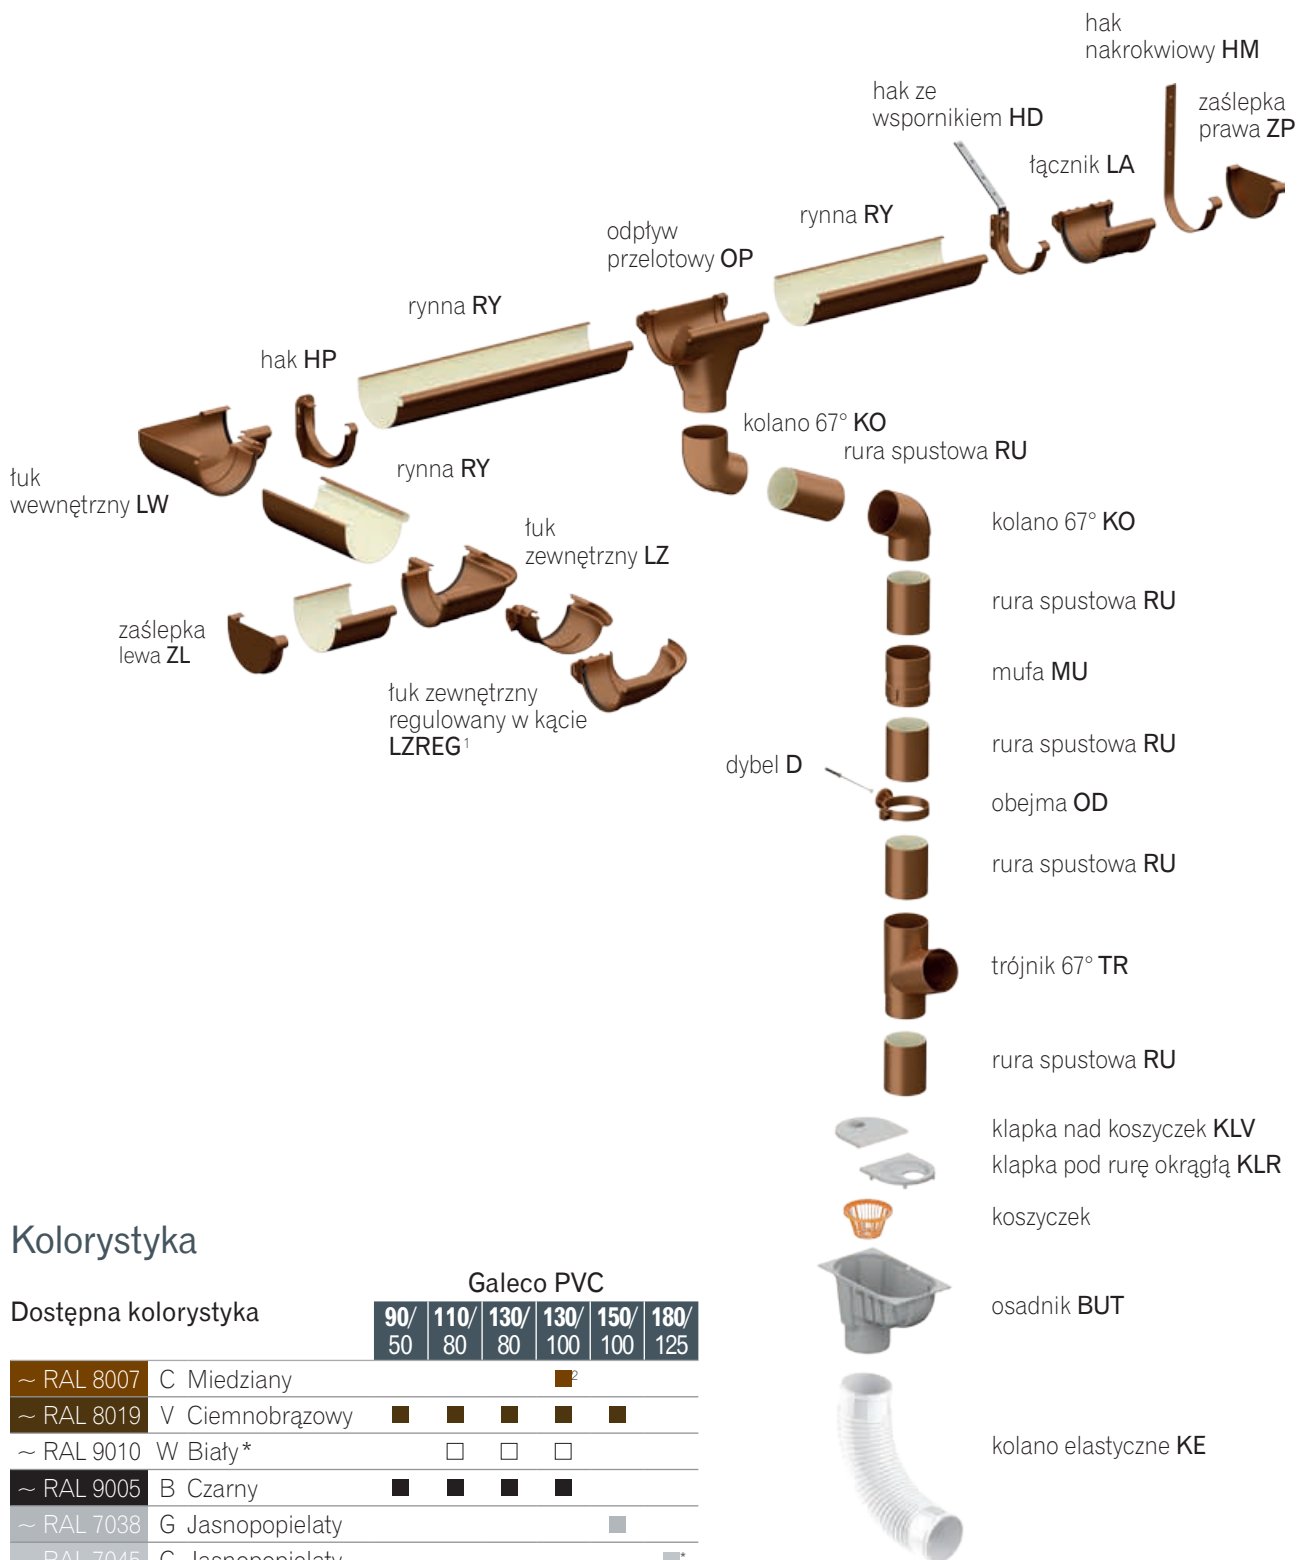 hak
nakrokwiowy HM
hak ze
wspornikiem HD
zaślepka
prawa ZP
łącznik LA
rynna RY
odpływ
przelotowy OP
rynna RY
hak HP
kolano 67° KO
rura spustowa RU
łuk
wewnętrzny LW
rynna RY
łuk
zewnętrzny LZ
kolano 67° KO
rura spustowa RU
zaślepka
lewa ZL
mufa MU
łuk zewnętrzny
regulowany w kącie
LZREG¹
rura spustowa RU
dybel D
obejma OD
rura spustowa RU
trójnik 67° TR
rura spustowa RU
klapka nad koszyczek KLV
klapka pod rurę okrągłą KLR
koszyczek
osadnik BUT
kolano elastyczne KE
Kolorystyka
Galeco PVC
Dostępna kolorystyka 90/50 110/80 130/80 130/100 150/100 180/125
~ RAL 8007 C Miedziany ■²
~ RAL 8019 V Ciemnobrązowy ■ ■ ■ ■ ■
~ RAL 9010 W Biały* □ □ □
~ RAL 9005 B Czarny ■ ■ ■ ■
~ RAL 7038 G Jasnopopielaty ■
~ RAL 7045 G Jasnopopielaty ■*